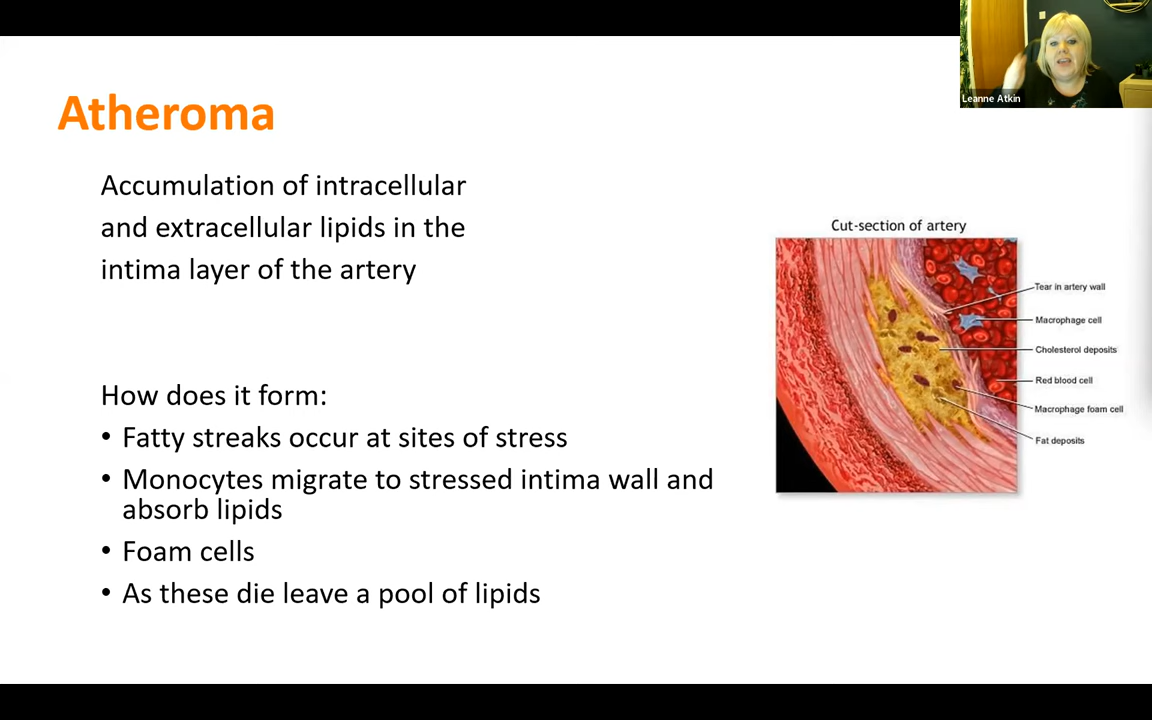 Atheroma
Accumulation of intracellular
and extracellular lipids in the
intima layer of the artery
How does it form:
• Fatty streaks occur at sites of stress
• Monocytes migrate to stressed intima wall and
absorb lipids
• Foam cells
• As these die leave a pool of lipids
Cut-section of artery
Tear in artery wall
Macrophage cell
Cholesterol deposits
Red blood cell
Macrophage foam cell
Fat deposits
Leanne Atkin